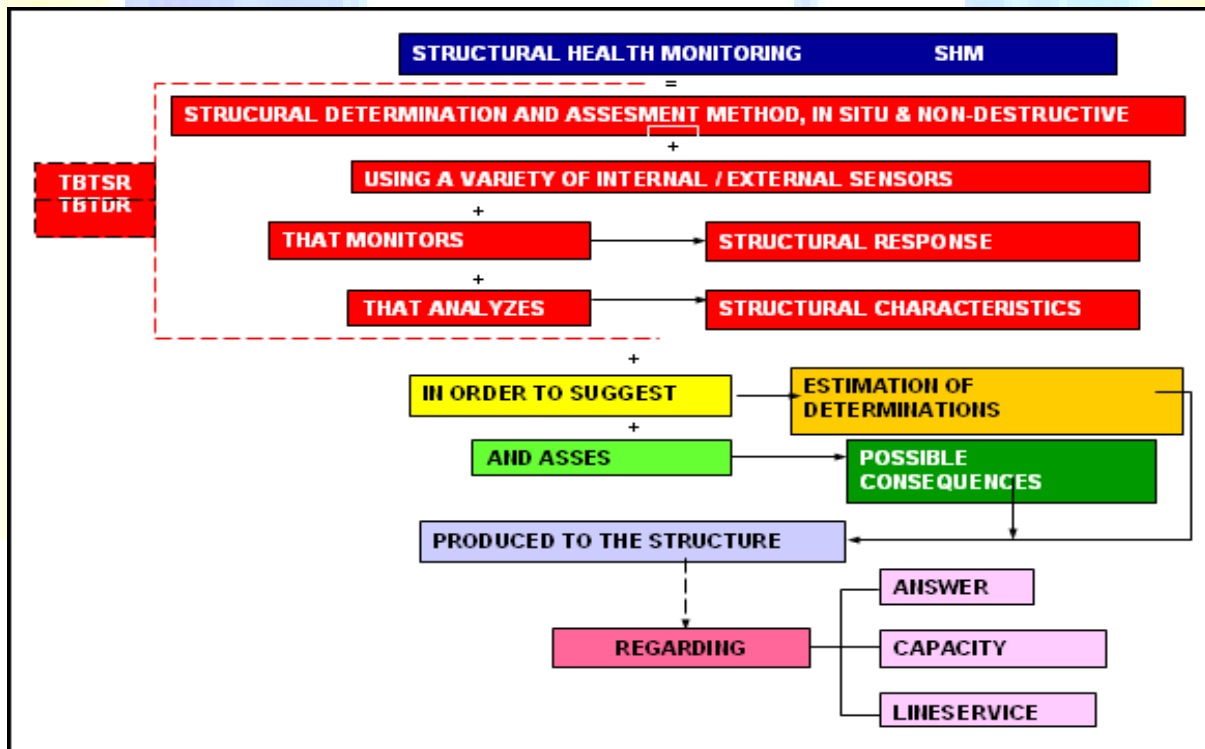 STRUCTURAL HEALTH MONITORING SHM
=
STRUCURAL DETERMINATION AND ASSESMENT METHOD, IN SITU & NON-DESTRUCTIVE
+
TBTSR
TBTDR
USING A VARIETY OF INTERNAL / EXTERNAL SENSORS
+
THAT MONITORS
STRUCTURAL RESPONSE
+
THAT ANALYZES
STRUCTURAL CHARACTERISTICS
+
IN ORDER TO SUGGEST
ESTIMATION OF
DETERMINATIONS
+
AND ASSES
POSSIBLE
CONSEQUENCES
PRODUCED TO THE STRUCTURE
REGARDING
ANSWER
CAPACITY
LINESERVICE